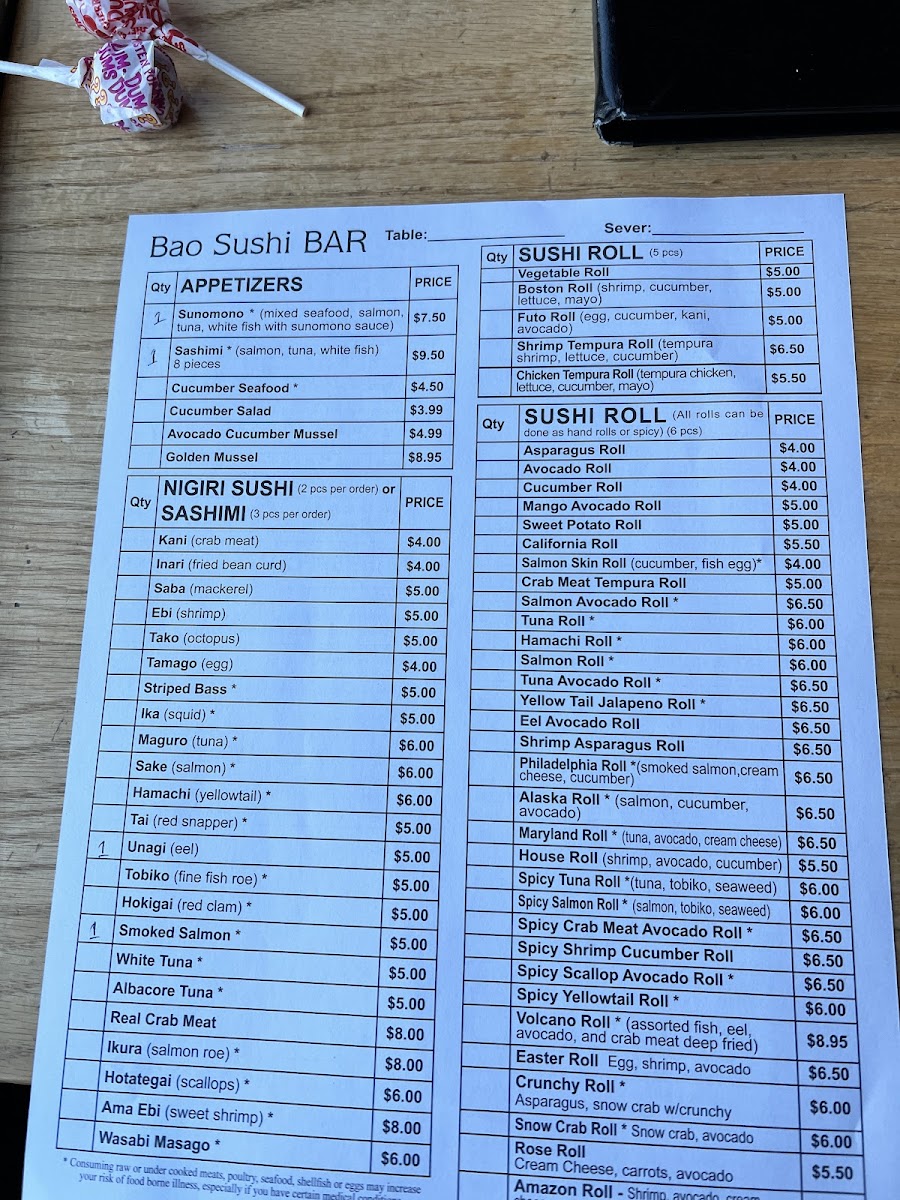 DUM-DUM
Bao Sushi BAR
Table:
Sever:
Qty APPETIZERS PRICE
1 Sunomono * (mixed seafood, salmon, $7.50
tuna, white fish with sunomono sauce)
1 Sashimi * (salmon, tuna, white fish) $9.50
8 pieces
Cucumber Seafood * $4.50
Cucumber Salad $3.99
Avocado Cucumber Mussel $4.99
Golden Mussel $8.95
Qty NIGIRI SUSHI (2 pcs per order) or PRICE
SASHIMI (3 pcs per order)
Kani (crab meat) $4.00
Inari (fried bean curd) $4.00
Saba (mackerel) $5.00
Ebi (shrimp) $5.00
Tako (octopus) $5.00
Tamago (egg) $4.00
Striped Bass * $5.00
Ika (squid) * $5.00
Maguro (tuna) * $6.00
Sake (salmon) * $6.00
Hamachi (yellowtail) * $6.00
Tai (red snapper) * $5.00
1 Unagi (eel) $5.00
Tobiko (fine fish roe) * $5.00
Hokigai (red clam) * $5.00
1 Smoked Salmon * $5.00
White Tuna * $5.00
Albacore Tuna * $5.00
Real Crab Meat $8.00
Ikura (salmon roe) * $8.00
Hotategai (scallops) * $6.00
Ama Ebi (sweet shrimp) * $8.00
Wasabi Masago * $6.00
* Consuming raw or under cooked meats, poultry, seafood, shellfish or eggs may increase
your risk of food borne illness, especially if you have certain medical conditions
Qty SUSHI ROLL (5 pcs) PRICE
Vegetable Roll $5.00
Boston Roll (shrimp, cucumber, $5.00
lettuce, mayo)
Futo Roll (egg, cucumber, kani, $5.00
avocado)
Shrimp Tempura Roll (tempura $6.50
shrimp, lettuce, cucumber)
Chicken Tempura Roll (tempura chicken, $5.50
lettuce, cucumber, mayo)
Qty SUSHI ROLL (All rolls can be PRICE
done as hand rolls or spicy) (6 pcs)
Asparagus Roll $4.00
Avocado Roll $4.00
Cucumber Roll $4.00
Mango Avocado Roll $5.00
Sweet Potato Roll $5.00
California Roll $5.50
Salmon Skin Roll (cucumber, fish egg)* $4.00
Crab Meat Tempura Roll $5.00
Salmon Avocado Roll * $6.50
Tuna Roll * $6.00
Hamachi Roll * $6.00
Salmon Roll * $6.00
Tuna Avocado Roll * $6.50
Yellow Tail Jalapeno Roll * $6.50
Eel Avocado Roll $6.50
Shrimp Asparagus Roll $6.50
Philadelphia Roll *(smoked salmon,cream $6.50
cheese, cucumber)
Alaska Roll * (salmon, cucumber, $6.50
avocado)
Maryland Roll * (tuna, avocado, cream cheese) $6.50
House Roll (shrimp, avocado, cucumber) $5.50
Spicy Tuna Roll *(tuna, tobiko, seaweed) $6.00
Spicy Salmon Roll * (salmon, tobiko, seaweed) $6.00
Spicy Crab Meat Avocado Roll * $6.50
Spicy Shrimp Cucumber Roll $6.50
Spicy Scallop Avocado Roll * $6.50
Spicy Yellowtail Roll * $6.00
Volcano Roll * (assorted fish, eel, $8.95
avocado, and crab meat deep fried)
Easter Roll Egg, shrimp, avocado $6.50
Crunchy Roll * $6.00
Asparagus, snow crab w/crunchy
Snow Crab Roll * Snow crab, avocado $6.00
Rose Roll $5.50
Cream Cheese, carrots, avocado
Amazon Roll - Shrimp, avocado, cream